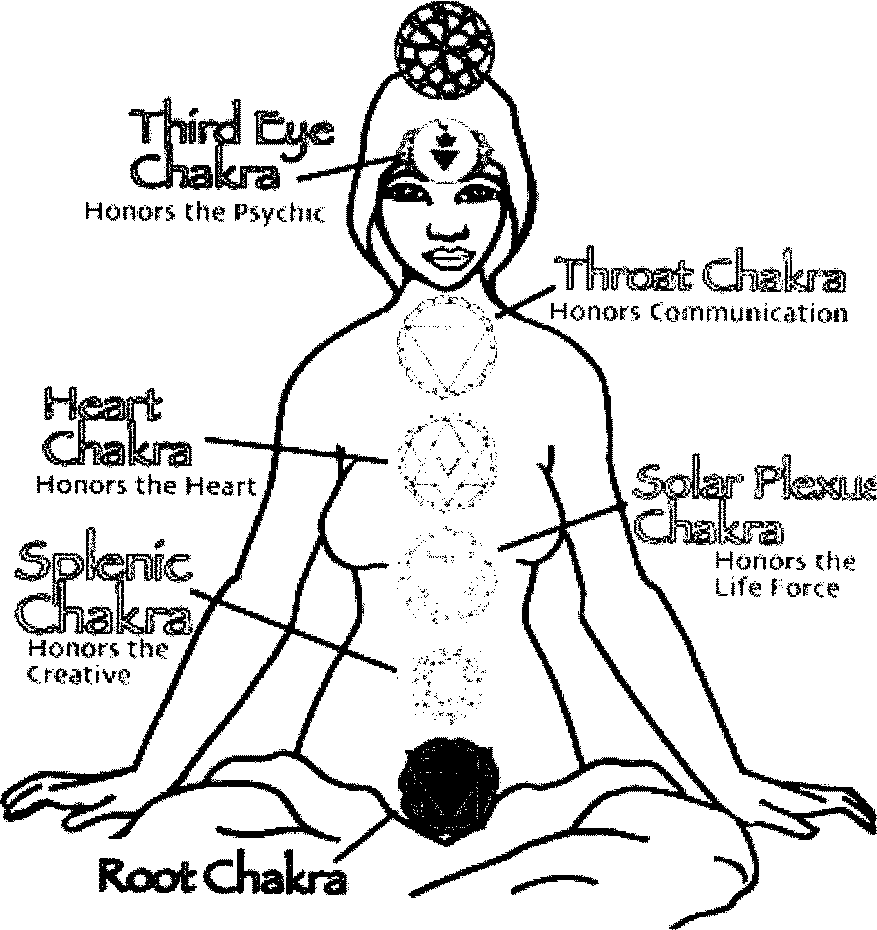 Third Eye
Chakra
Honors the Psychic
Throat Chakra
Honors Communication
Heart
Chakra
Honors the Heart
Solar Plexus
Chakra
Honors the
Life Force
Splenic
Chakra
Honors the
Creative
Root Chakra